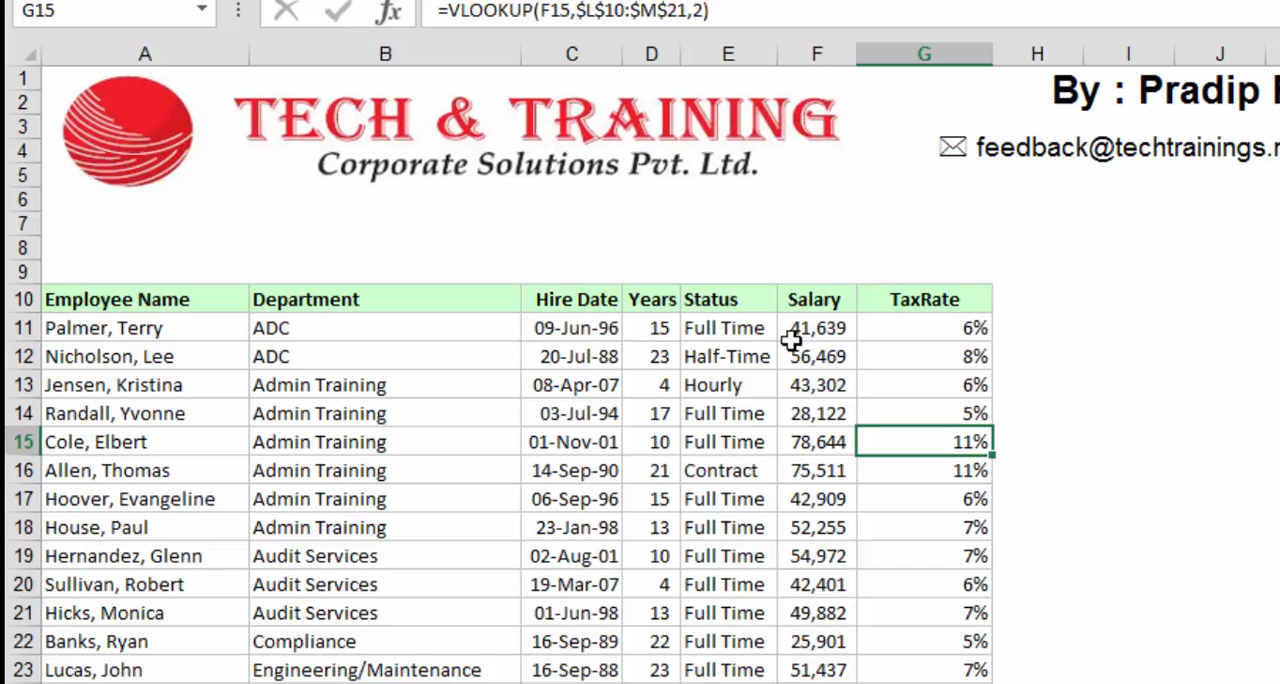 G15 =VLOOKUP(F15,$L$10:$M$21,2)
A B C D E F G H I J
1
2 TECH & TRAINING By : Pradip
3
4 Corporate Solutions Pvt. Ltd. feedback@techtrainings.
5
6
7
8
9
10 Employee Name Department Hire Date Years Status Salary TaxRate
11 Palmer, Terry ADC 09-Jun-96 15 Full Time 41,639 6%
12 Nicholson, Lee ADC 20-Jul-88 23 Half-Time 56,469 8%
13 Jensen, Kristina Admin Training 08-Apr-07 4 Hourly 43,302 6%
14 Randall, Yvonne Admin Training 03-Jul-94 17 Full Time 28,122 5%
15 Cole, Elbert Admin Training 01-Nov-01 10 Full Time 78,644 11%
16 Allen, Thomas Admin Training 14-Sep-90 21 Contract 75,511 11%
17 Hoover, Evangeline Admin Training 06-Sep-96 15 Full Time 42,909 6%
18 House, Paul Admin Training 23-Jan-98 13 Full Time 52,255 7%
19 Hernandez, Glenn Audit Services 02-Aug-01 10 Full Time 54,972 7%
20 Sullivan, Robert Audit Services 19-Mar-07 4 Full Time 42,401 6%
21 Hicks, Monica Audit Services 01-Jun-98 13 Full Time 49,882 7%
22 Banks, Ryan Compliance 16-Sep-89 22 Full Time 25,901 5%
23 Lucas, John Engineering/Maintenance 16-Sep-88 23 Full Time 51,437 7%